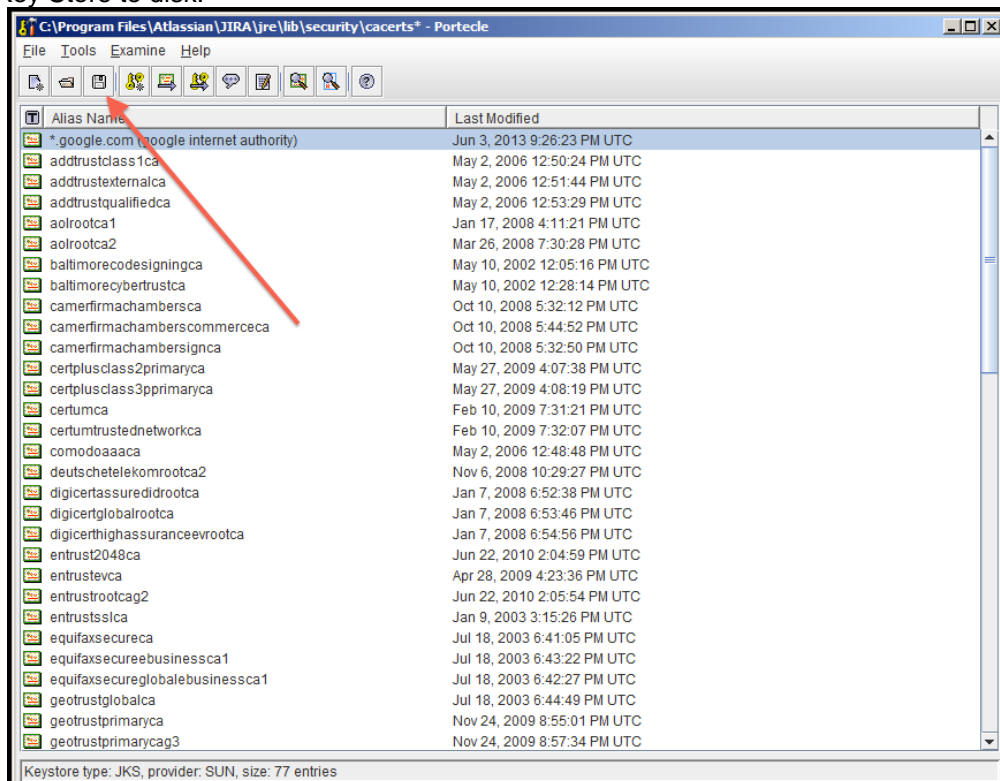 key Store to disk.
C:\Program Files\Atlassian\JIRA\jre\lib\security\cacerts* - Portecle
File Tools Examine Help
T Alias Name Last Modified
*.google.com (google internet authority) Jun 3, 2013 9:26:23 PM UTC
addtrustclass1ca May 2, 2006 12:50:24 PM UTC
addtrustexternalca May 2, 2006 12:51:44 PM UTC
addtrustqualifiedca May 2, 2006 12:53:29 PM UTC
aolrootca1 Jan 17, 2008 4:11:21 PM UTC
aolrootca2 Mar 26, 2008 7:30:28 PM UTC
baltimorecodesigningca May 10, 2002 12:05:16 PM UTC
baltimorecybertrustca May 10, 2002 12:28:14 PM UTC
camerfirmachambersca Oct 10, 2008 5:32:12 PM UTC
camerfirmachamberscommerceca Oct 10, 2008 5:44:52 PM UTC
camerfirmachambersignca Oct 10, 2008 5:32:50 PM UTC
certplusclass2primaryca May 27, 2009 4:07:38 PM UTC
certplusclass3pprimaryca May 27, 2009 4:08:19 PM UTC
certumca Feb 10, 2009 7:31:21 PM UTC
certumtrustednetworkca Feb 10, 2009 7:32:07 PM UTC
comodoaaaca May 2, 2006 12:48:48 PM UTC
deutschetelekomrootca2 Nov 6, 2008 10:29:27 PM UTC
digicertassuredidrootca Jan 7, 2008 6:52:38 PM UTC
digicertglobalrootca Jan 7, 2008 6:53:46 PM UTC
digicerthighassuranceevrootca Jan 7, 2008 6:54:56 PM UTC
entrust2048ca Jun 22, 2010 2:04:59 PM UTC
entrustevca Apr 28, 2009 4:23:36 PM UTC
entrustrootcag2 Jun 22, 2010 2:05:54 PM UTC
entrustsslca Jan 9, 2003 3:15:26 PM UTC
equifaxsecureca Jul 18, 2003 6:41:05 PM UTC
equifaxsecureebusinessca1 Jul 18, 2003 6:43:22 PM UTC
equifaxsecureglobalebusinessca1 Jul 18, 2003 6:42:27 PM UTC
geotrustglobalca Jul 18, 2003 6:44:49 PM UTC
geotrustprimaryca Nov 24, 2009 8:55:01 PM UTC
geotrustprimarycag3 Nov 24, 2009 8:57:34 PM UTC
Keystore type: JKS, provider: SUN, size: 77 entries